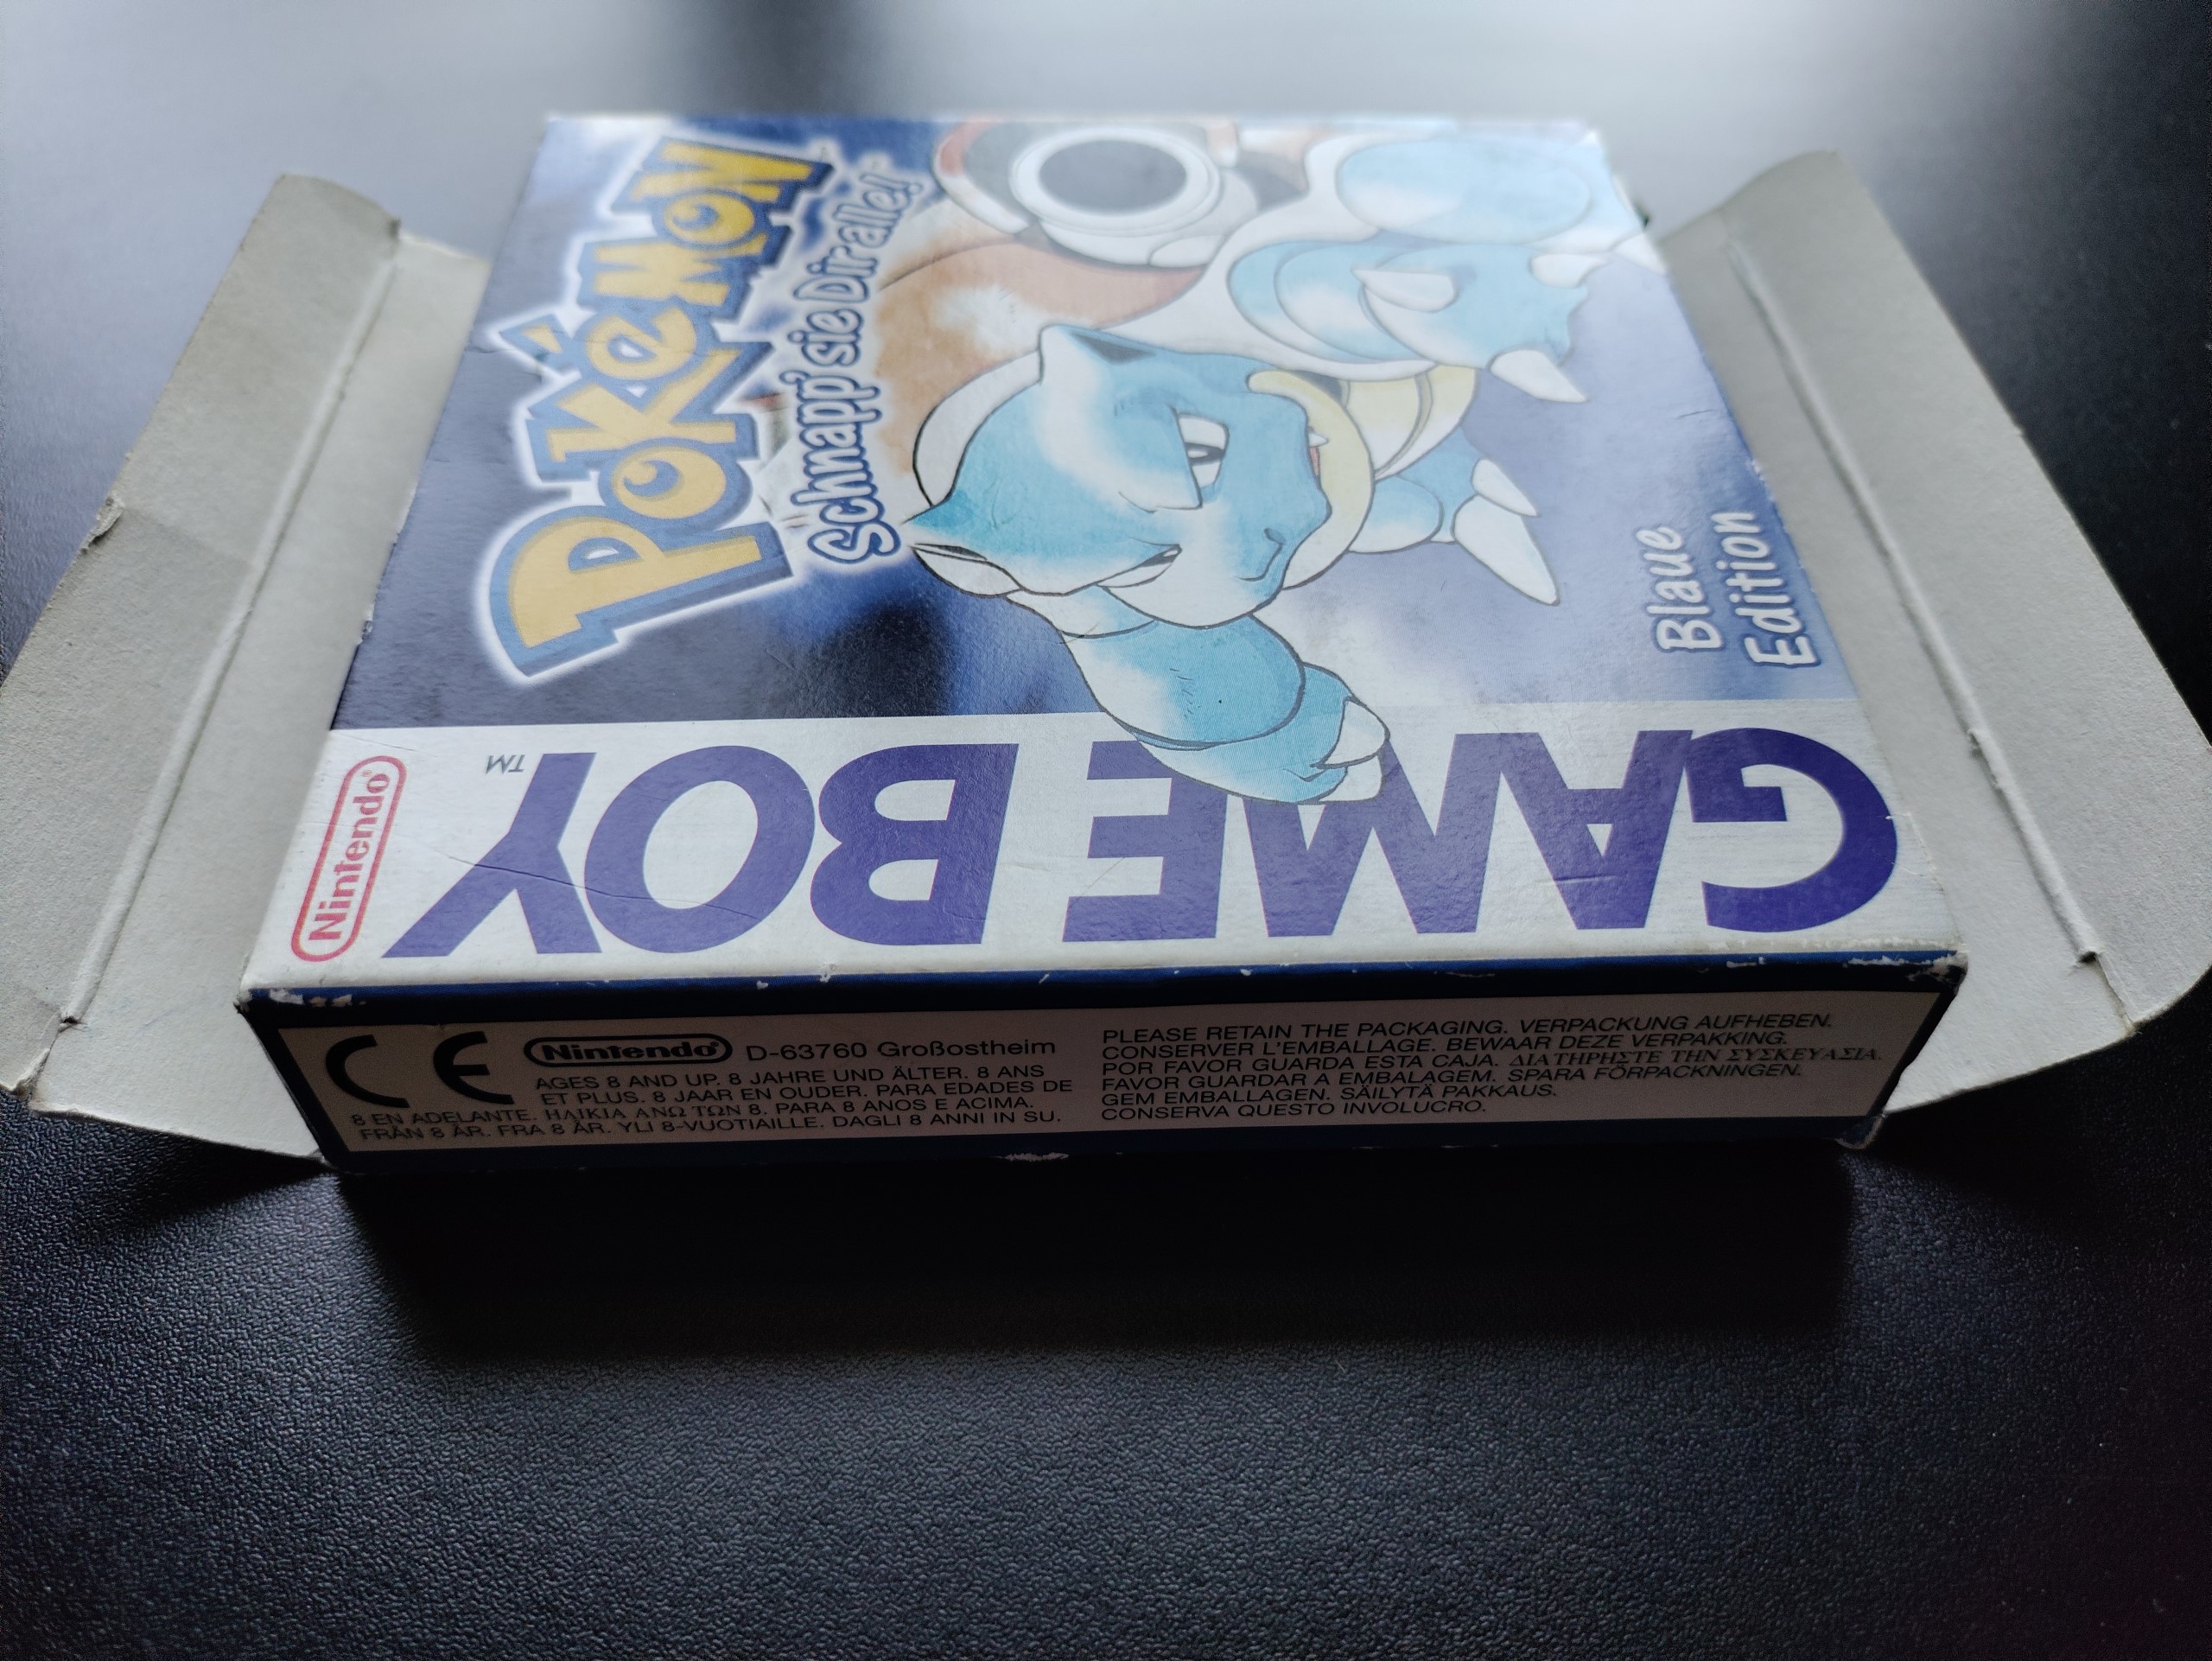 POKéMON
Schnapp' sie Dir alle!
Blaue
Edition
Nintendo®
GAME BOY™
CE
Nintendo® D-63760 Großostheim
AGES 8 AND UP. 8 JAHRE UND ÄLTER. 8 ANS
ET PLUS. 8 JAAR EN OUDER. PARA EDADES DE
8 EN ADELANTE. ΗΛΙΚΙΑ ΑΝΩ ΤΩΝ 8. PARA 8 ANOS E ACIMA.
FRÅN 8 ÅR. FRA 8 ÅR. YLI 8-VUOTIAILLE. DAGLI 8 ANNI IN SU.
PLEASE RETAIN THE PACKAGING. VERPACKUNG AUFHEBEN.
CONSERVER L'EMBALLAGE. BEWAAR DEZE VERPAKKING.
POR FAVOR GUARDA ESTA CAJA. ΔΙΑΤΗΡΗΣΤΕ ΤΗΝ ΣΥΣΚΕΥΑΣΙΑ.
FAVOR GUARDAR A EMBALAGEM. SPARA FÖRPACKNINGEN.
GEM EMBALLAGEN. SÄILYTÄ PAKKAUS.
CONSERVA QUESTO INVOLUCRO.